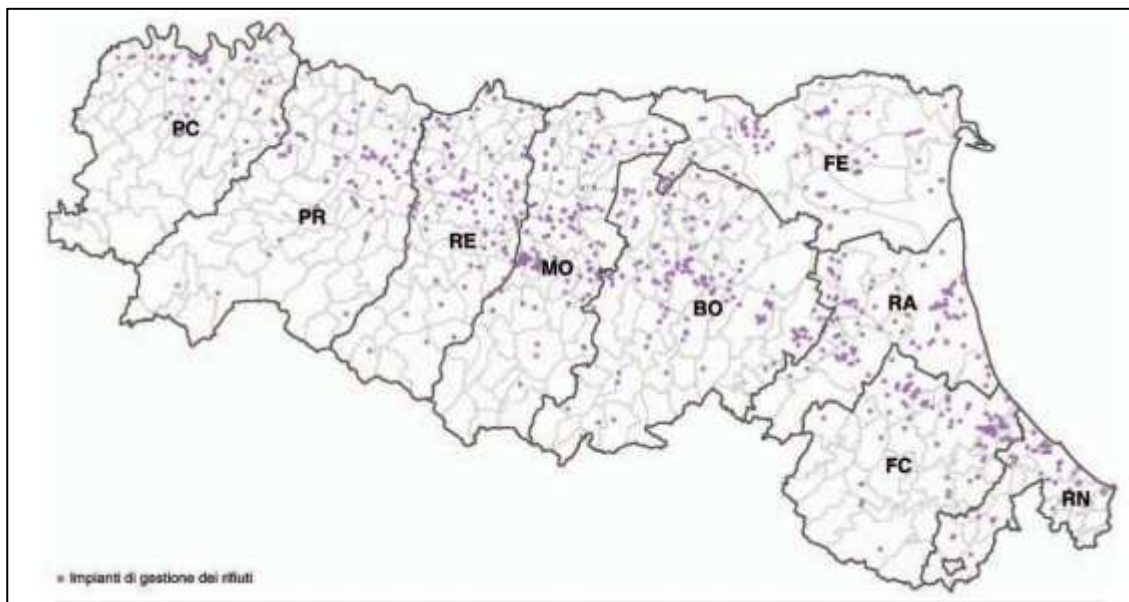 PC
FE
PR
RE
MO
RA
BO
FC
RN
Impianti di gestione dei rifiuti